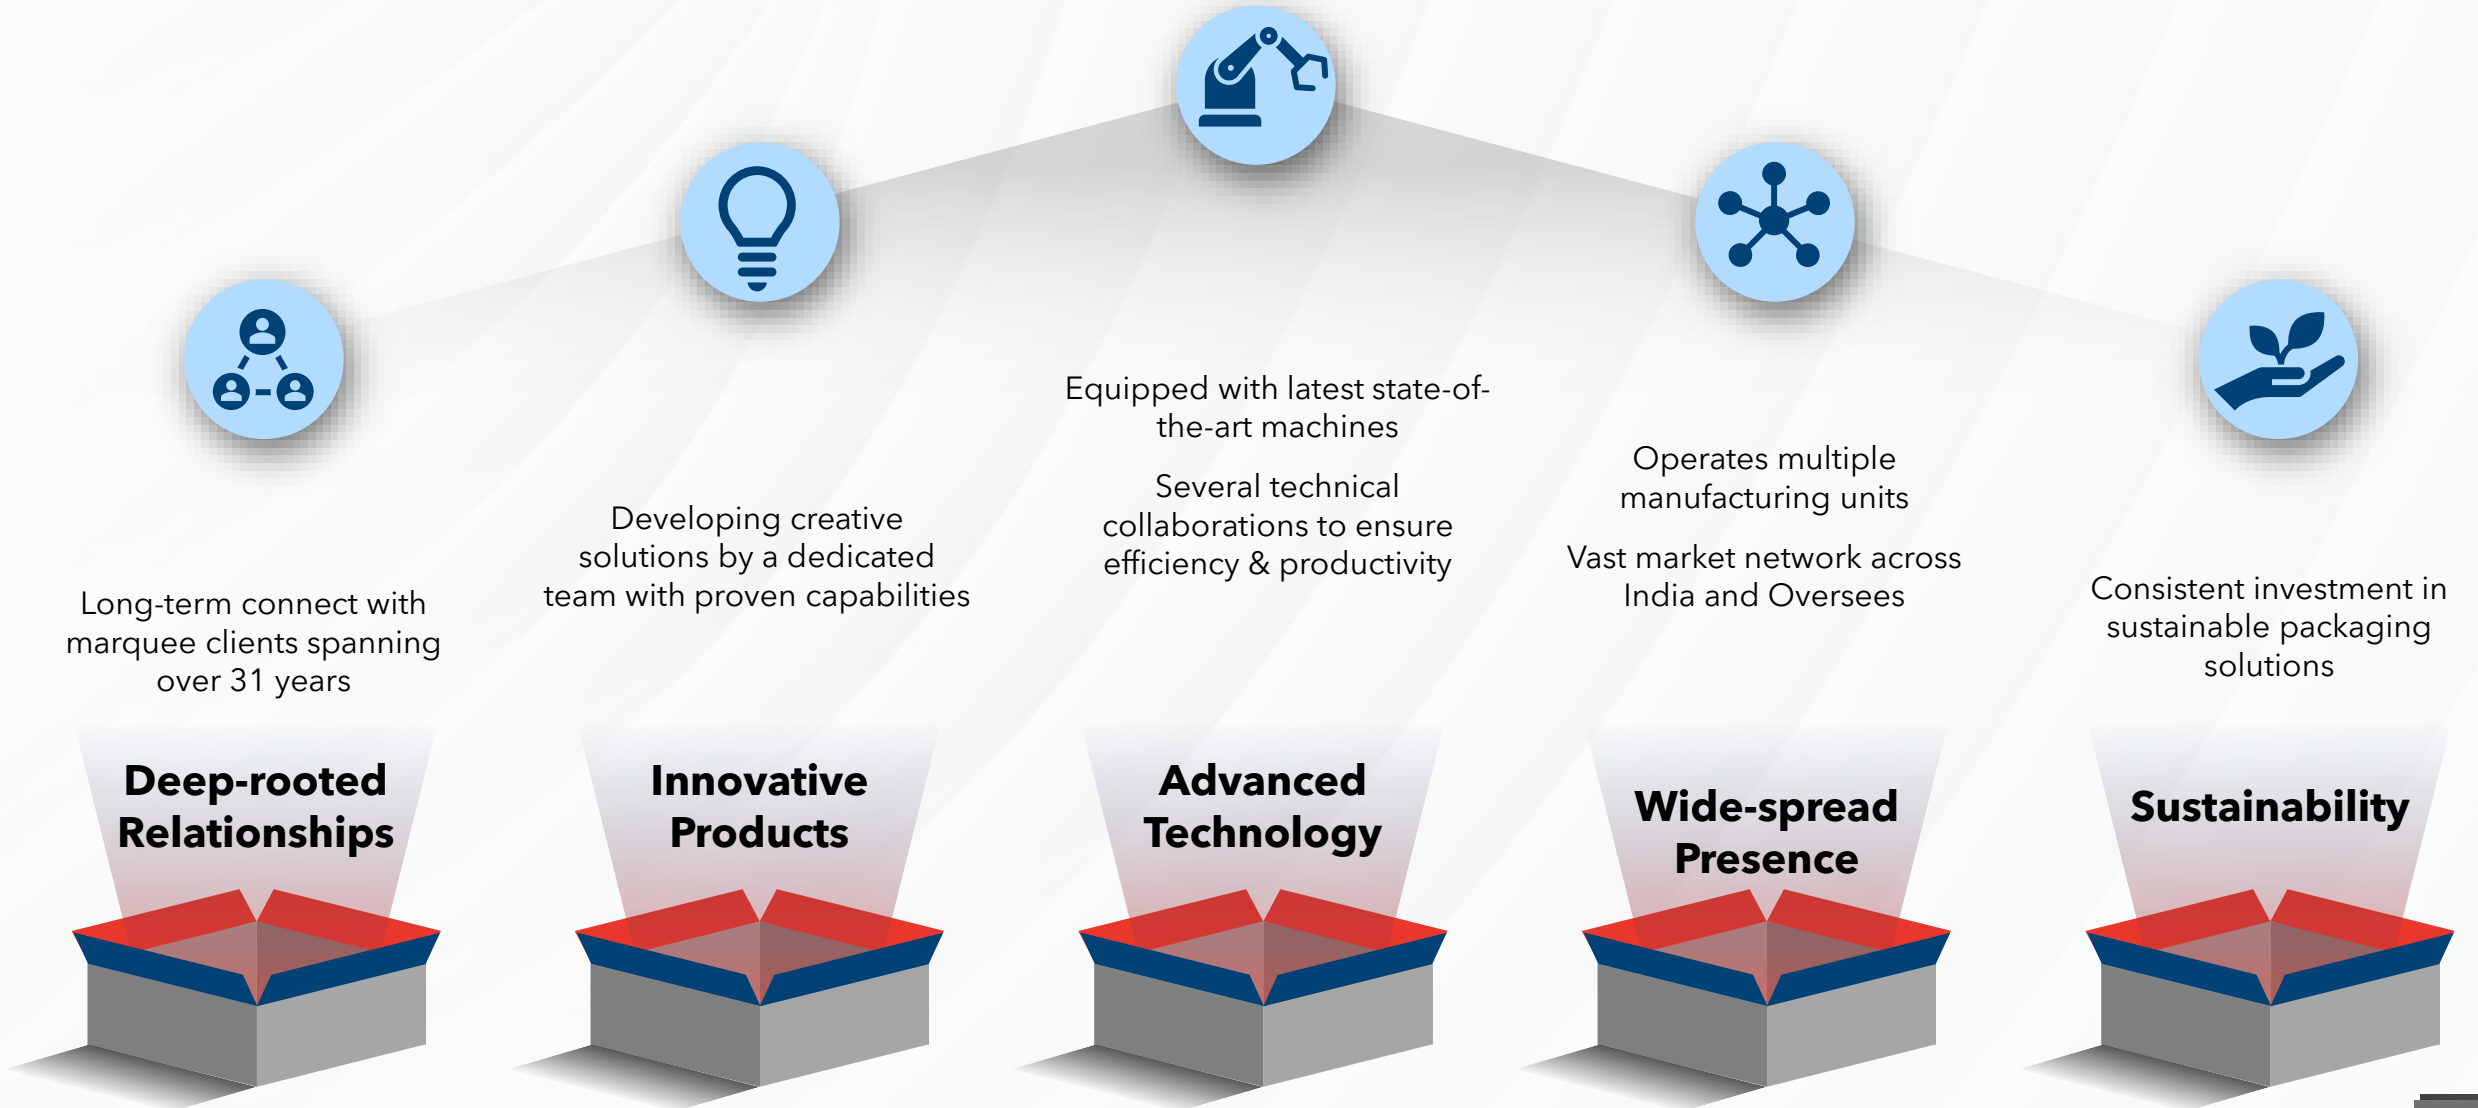 Long-term connect with
marquee clients spanning
over 31 years
Deep-rooted
Relationships
Developing creative
solutions by a dedicated
team with proven capabilities
Innovative
Products
Equipped with latest state-of-
the-art machines
Several technical
collaborations to ensure
efficiency & productivity
Advanced
Technology
Operates multiple
manufacturing units
Vast market network across
India and Oversees
Wide-spread
Presence
Consistent investment in
sustainable packaging
solutions
Sustainability